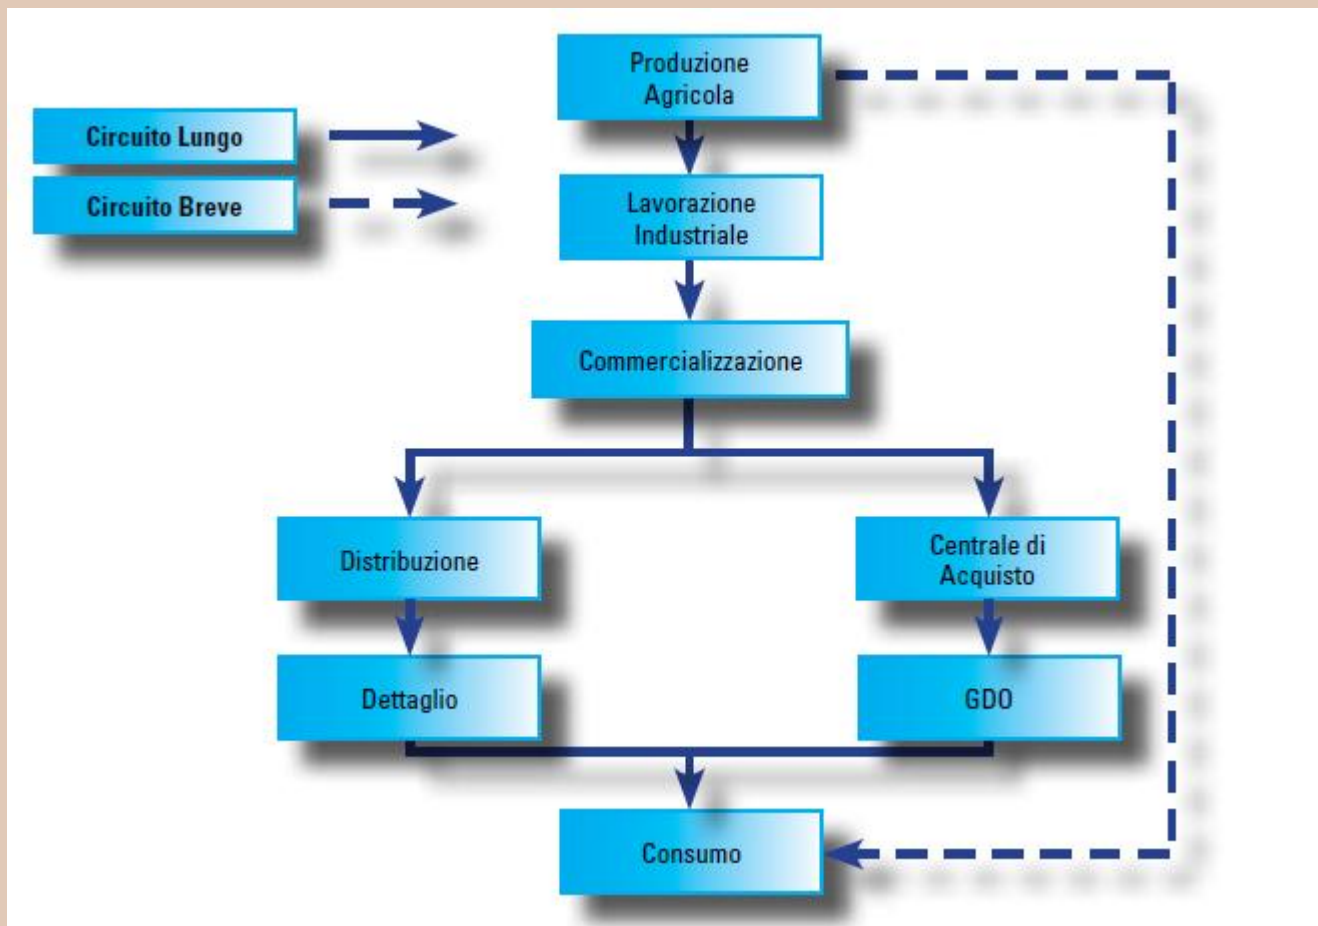 Produzione
Agricola
Circuito Lungo
Circuito Breve
Lavorazione
Industriale
Commercializzazione
Distribuzione
Centrale di
Acquisto
Dettaglio
GDO
Consumo